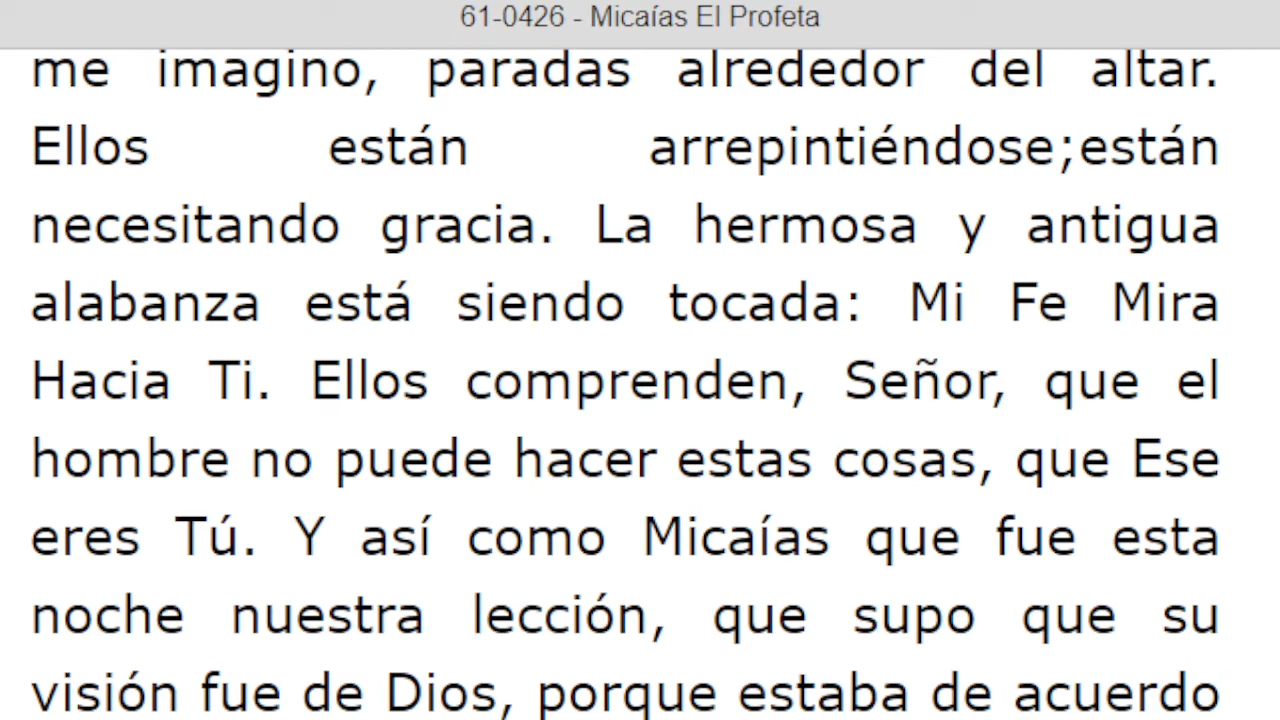 61-0426 - Micaías El Profeta
me imagino, paradas alrededor del altar.
Ellos están arrepintiéndose;están
necesitando gracia. La hermosa y antigua
alabanza está siendo tocada: Mi Fe Mira
Hacia Ti. Ellos comprenden, Señor, que el
hombre no puede hacer estas cosas, que Ese
eres Tú. Y así como Micaías que fue esta
noche nuestra lección, que supo que su
visión fue de Dios, porque estaba de acuerdo